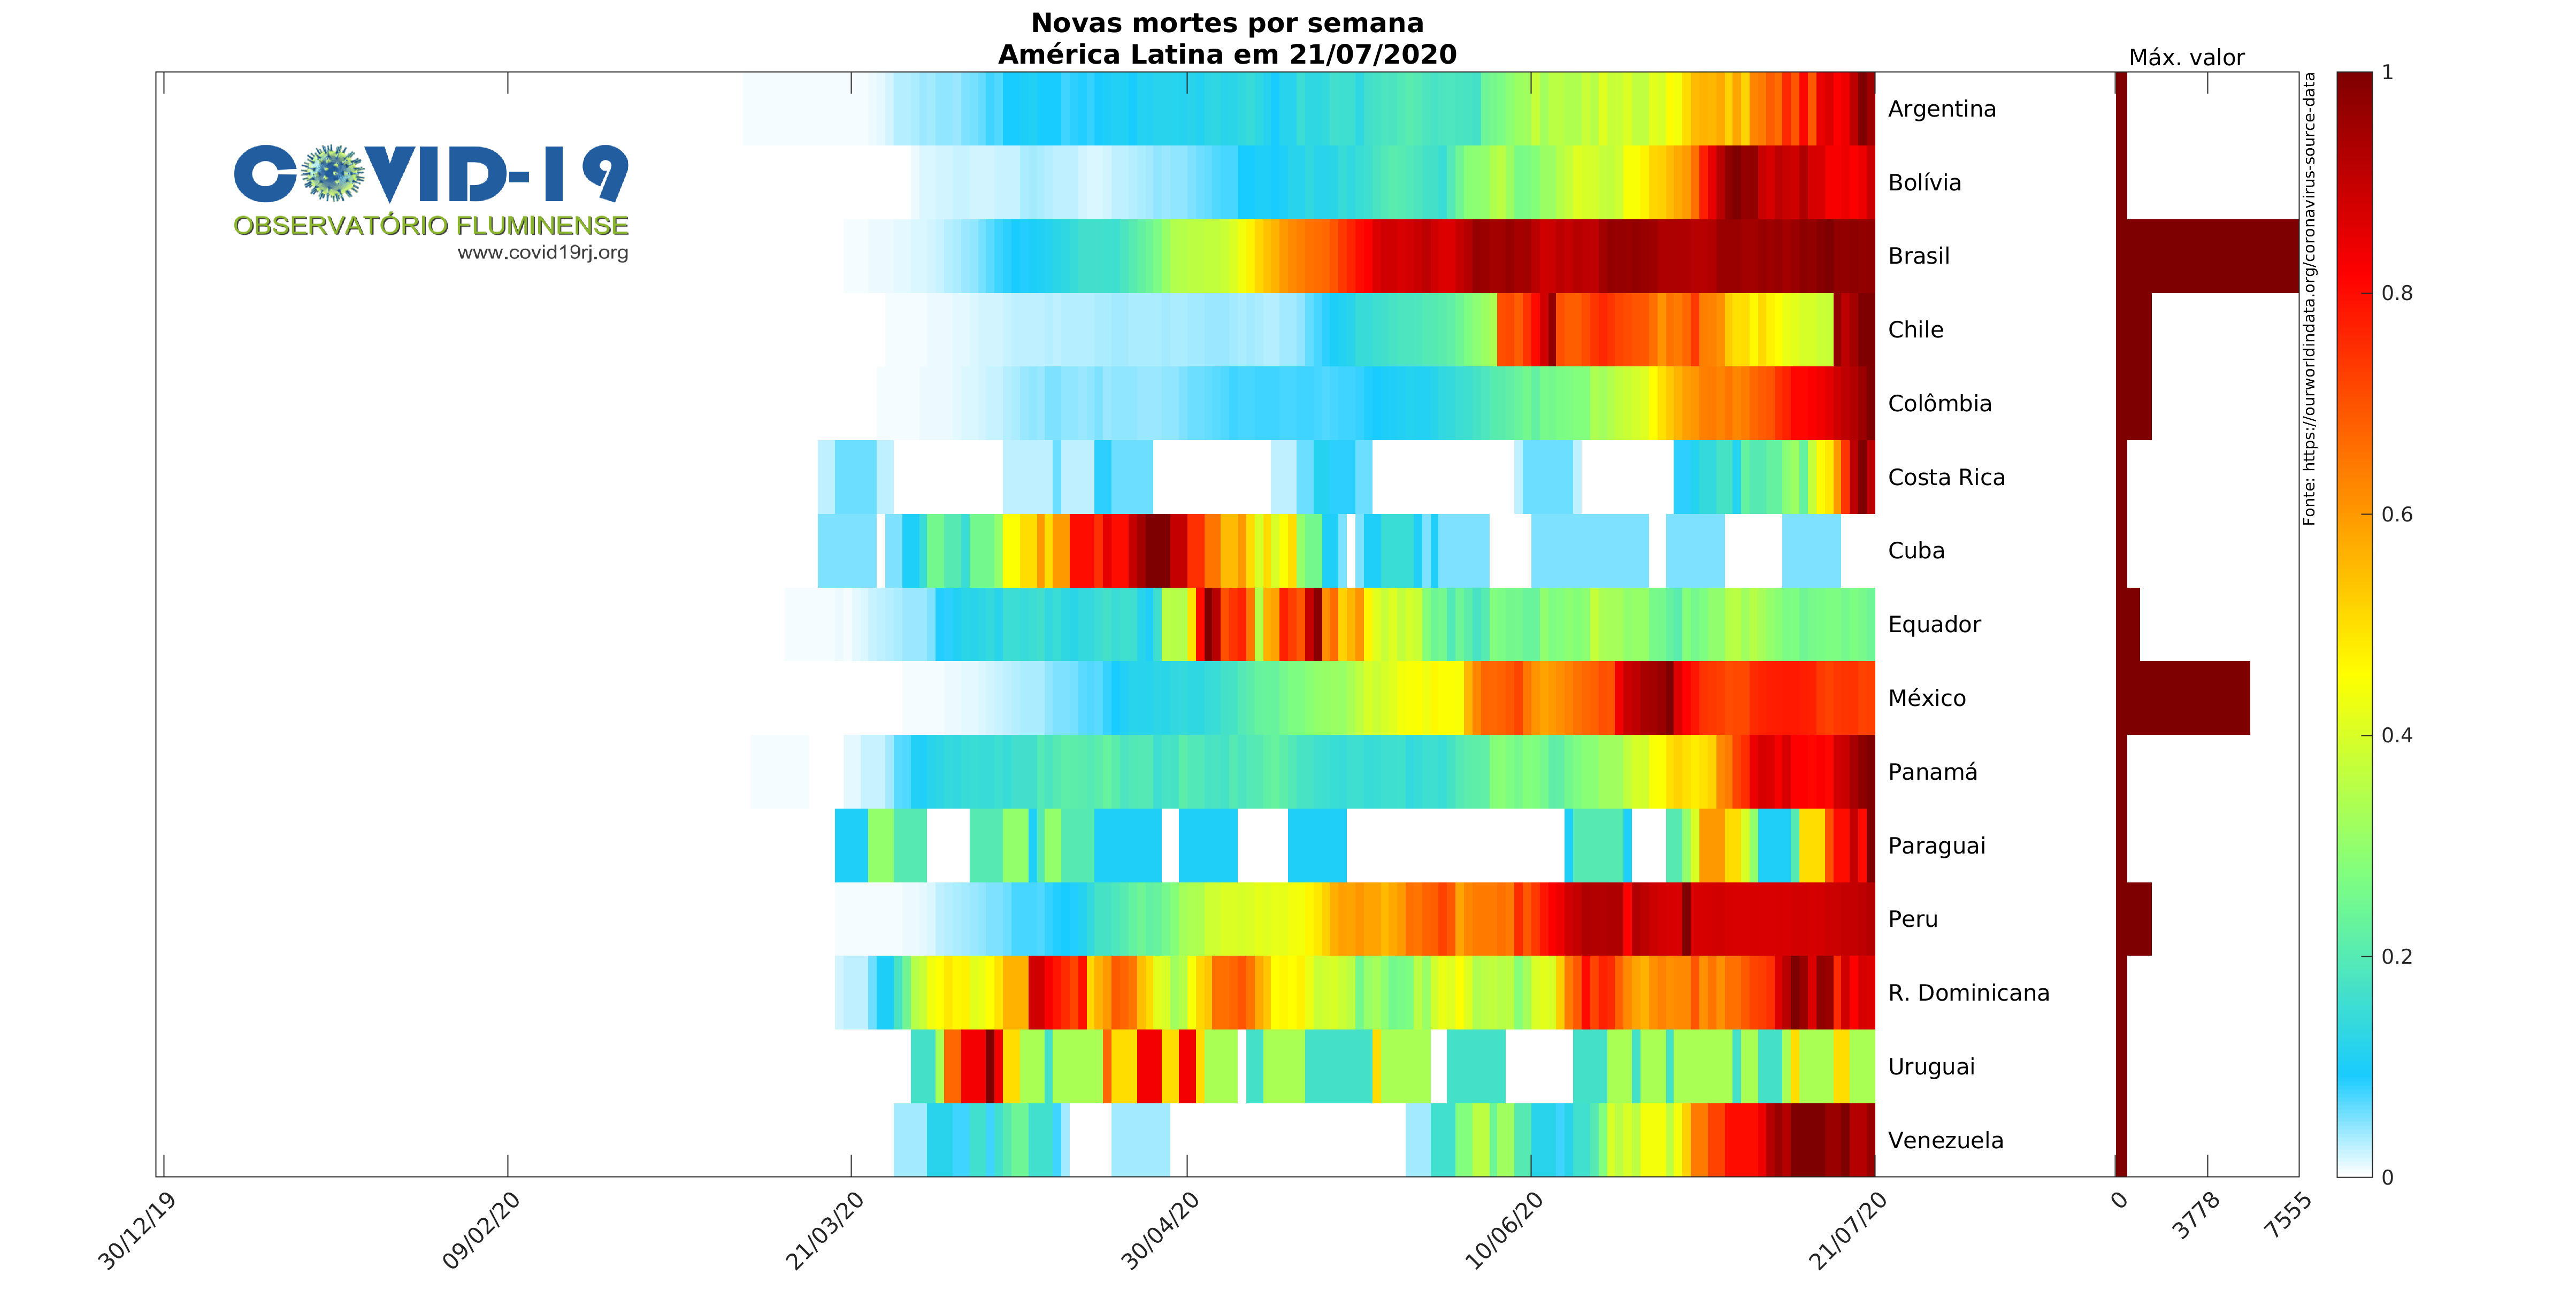 Novas mortes por semana
América Latina em 21/07/2020
Máx. valor
COVID-19
OBSERVATÓRIO FLUMINENSE
www.covid19rj.org
Argentina
Bolívia
Brasil
Chile
Colômbia
Costa Rica
Cuba
Equador
México
Panamá
Paraguai
Peru
R. Dominicana
Uruguai
Venezuela
30/12/19
09/02/20
21/03/20
30/04/20
10/06/20
21/07/20
0
3778
7555
Fonte: https://ourworldindata.org/coronavirus-source-data
1
0.8
0.6
0.4
0.2
0